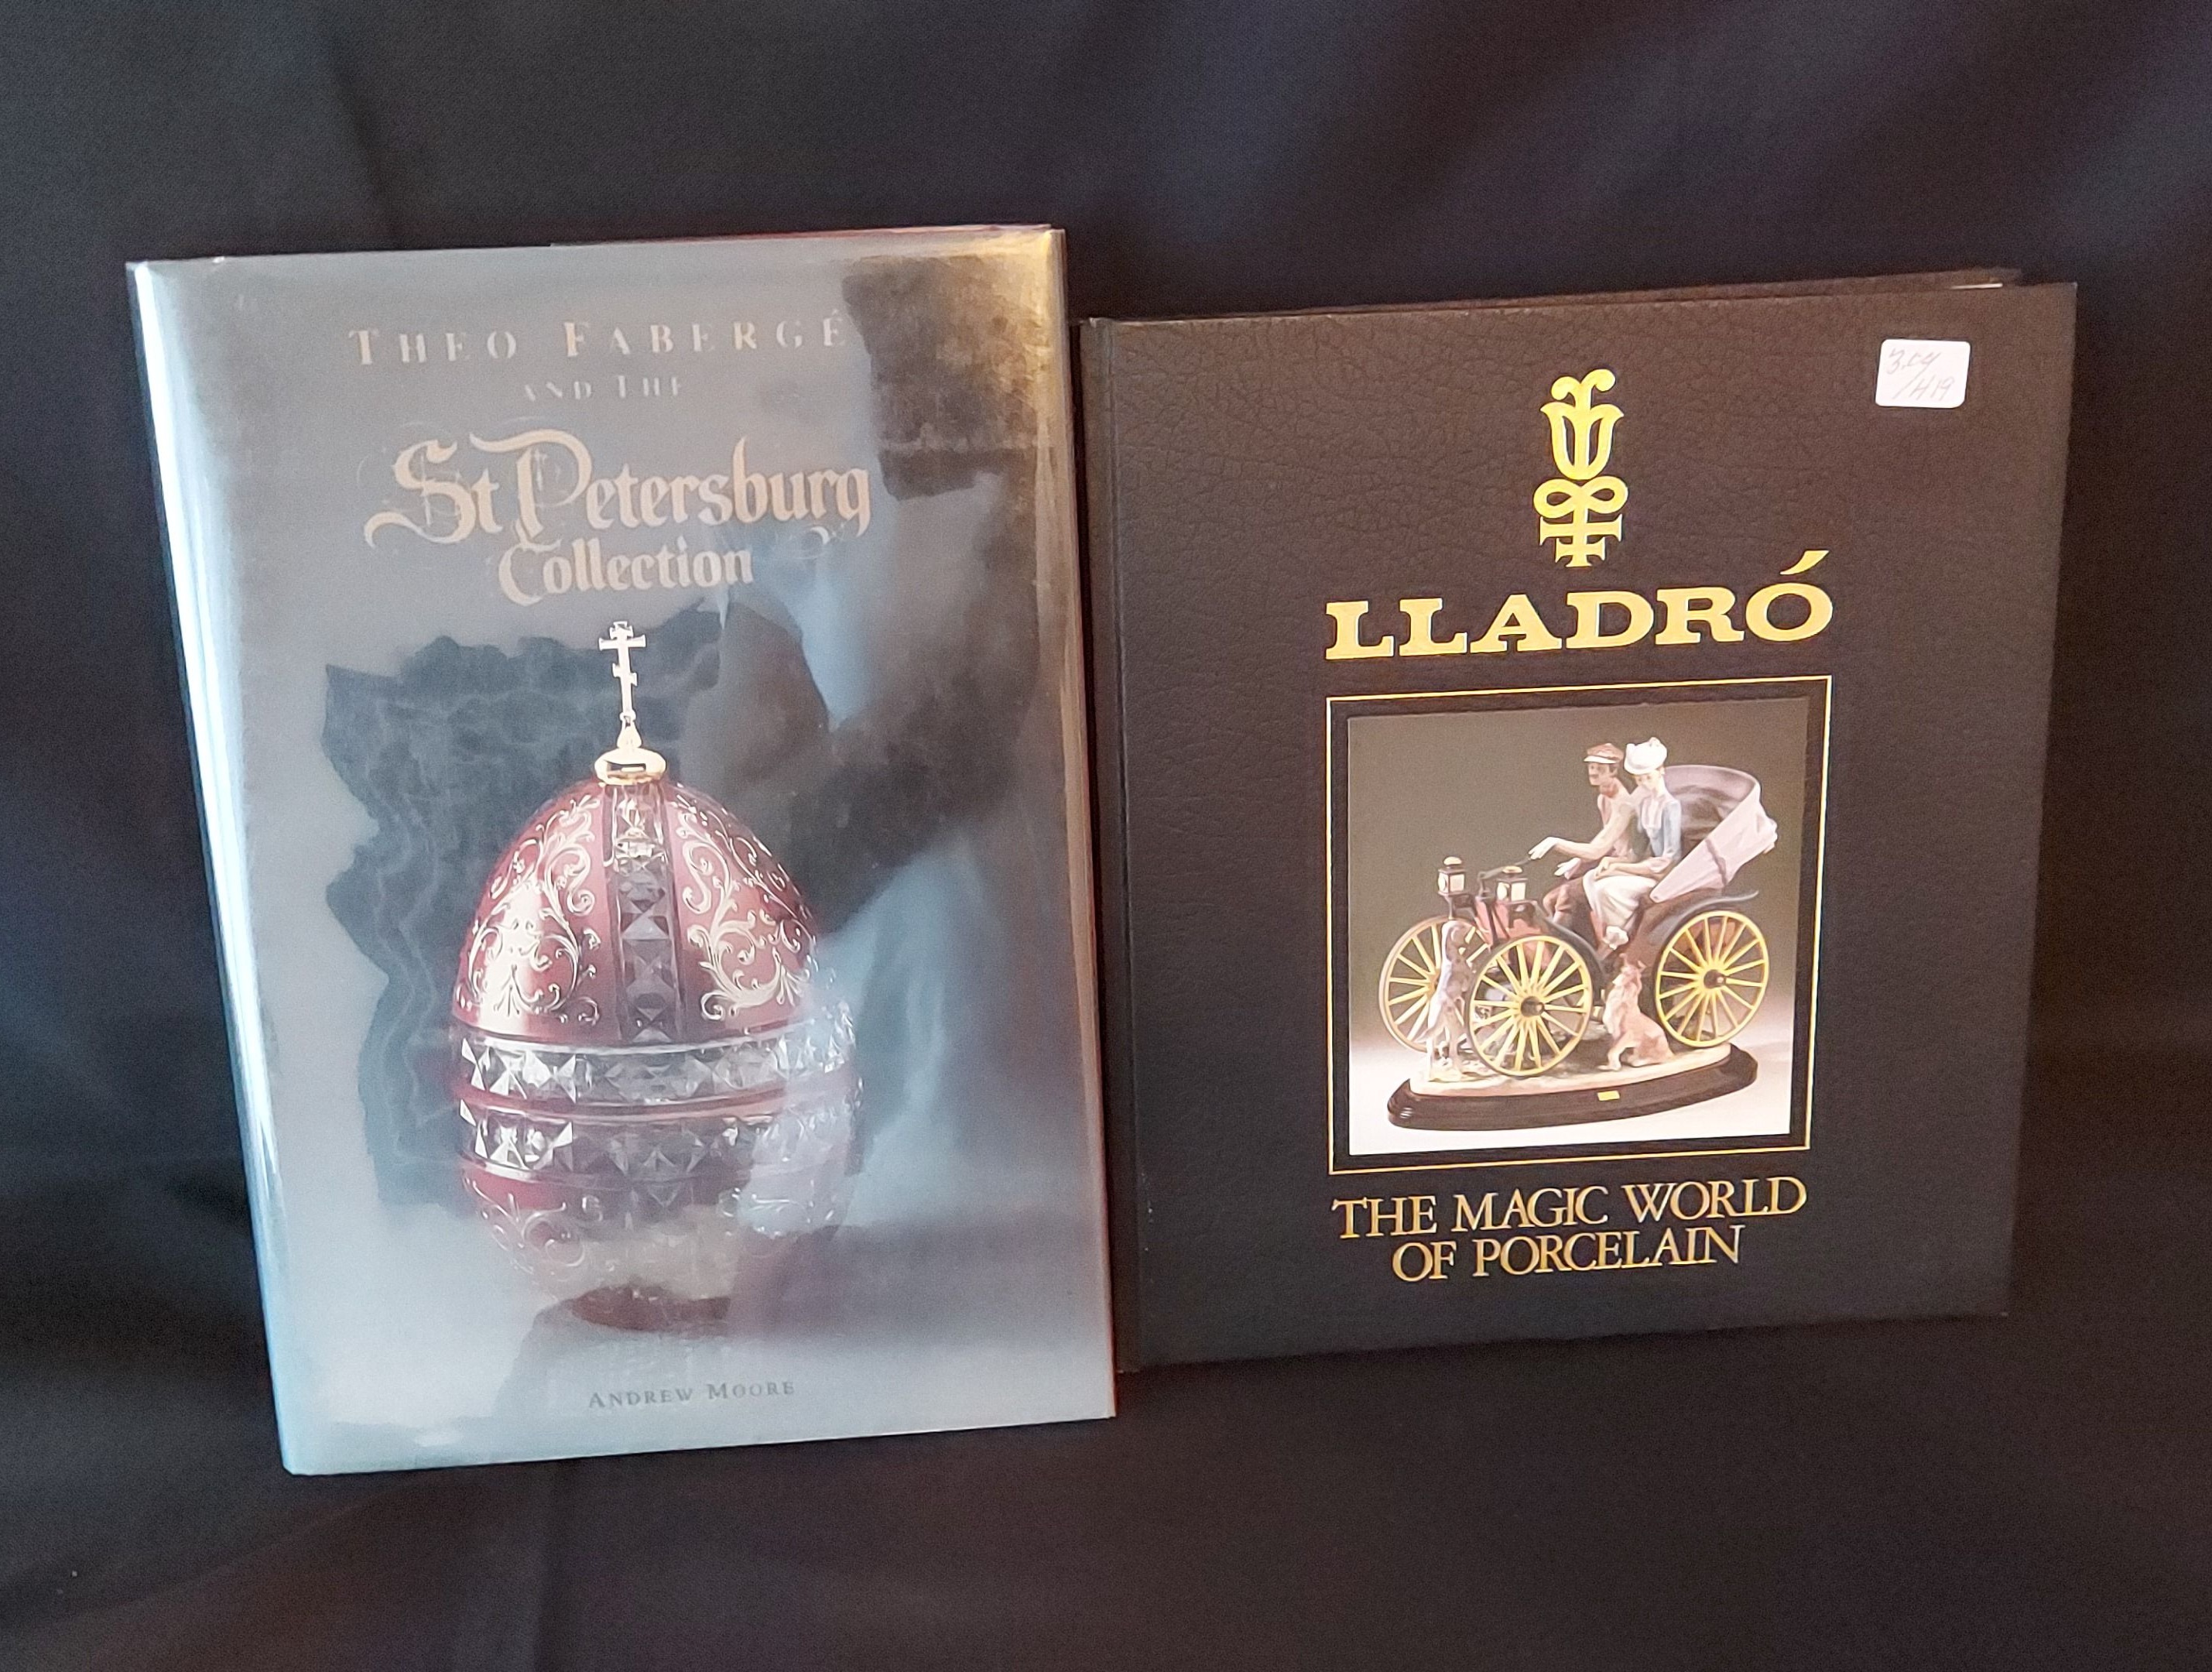 THEO FABERGÉ
AND THE
St Petersburg
Collection
ANDREW MOORE
LLADRÓ
THE MAGIC WORLD
OF PORCELAIN